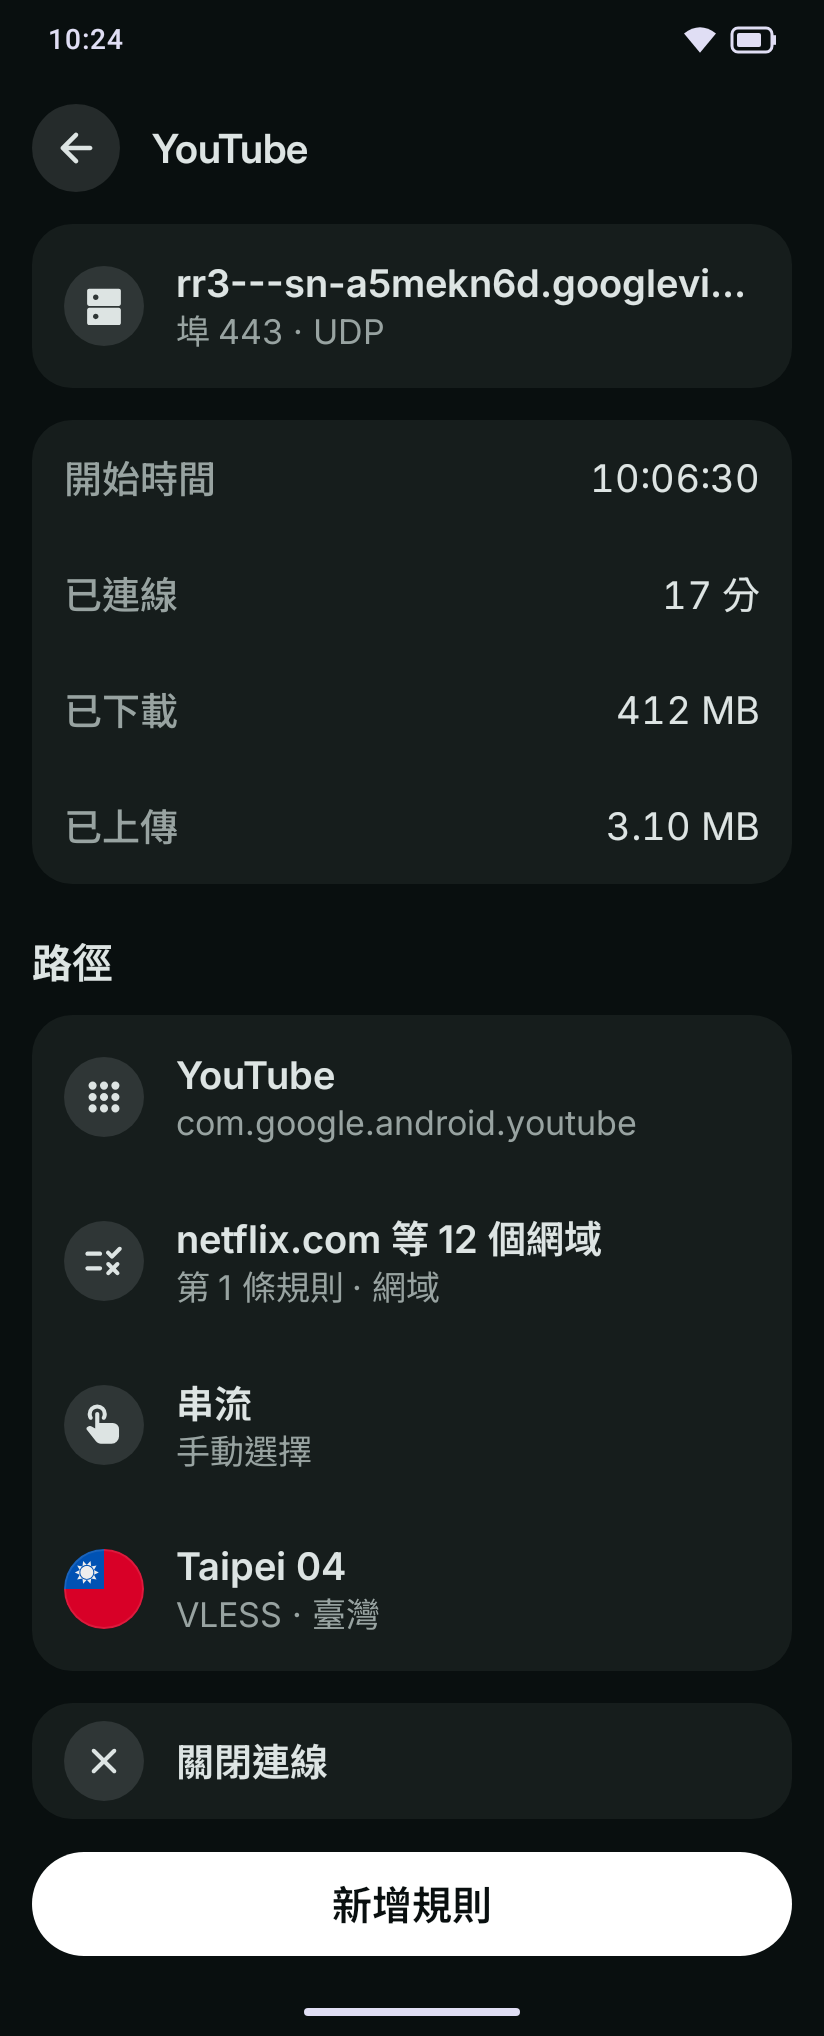 10:24
YouTube
rr3---sn-a5mekn6d.googlevi...
埠 443 · UDP
開始時間
10:06:30
已連線
17 分
已下載
412 MB
已上傳
3.10 MB
路徑
YouTube
com.google.android.youtube
netflix.com 等 12 個網域
第 1 條規則 · 網域
串流
手動選擇
Taipei 04
VLESS · 臺灣
關閉連線
新增規則